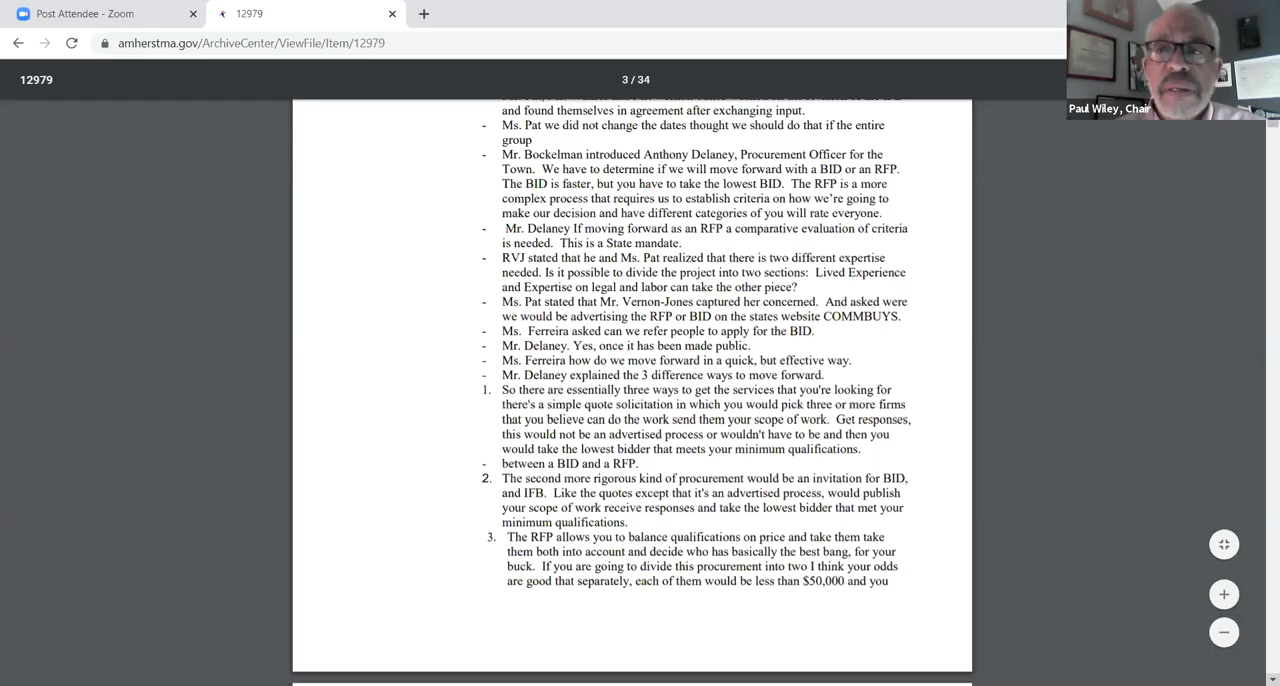 Post Attendee - Zoom
12979
amherstma.gov/ArchiveCenter/ViewFile/Item/12979
12979
3 / 34
Paul Wiley, Chair
and found themselves in agreement after exchanging input.
- Ms. Pat we did not change the dates thought we should do that if the entire
group
- Mr. Bockelman introduced Anthony Delaney, Procurement Officer for the
Town. We have to determine if we will move forward with a BID or an RFP.
The BID is faster, but you have to take the lowest BID. The RFP is a more
complex process that requires us to establish criteria on how we're going to
make our decision and have different categories of you will rate everyone.
- Mr. Delaney If moving forward as an RFP a comparative evaluation of criteria
is needed. This is a State mandate.
- RVJ stated that he and Ms. Pat realized that there is two different expertise
needed. Is it possible to divide the project into two sections: Lived Experience
and Expertise on legal and labor can take the other piece?
- Ms. Pat stated that Mr. Vernon-Jones captured her concerned. And asked were
we would be advertising the RFP or BID on the states website COMMBUYS.
- Ms. Ferreira asked can we refer people to apply for the BID.
- Mr. Delaney. Yes, once it has been made public.
- Ms. Ferreira how do we move forward in a quick, but effective way.
- Mr. Delaney explained the 3 difference ways to move forward.
1. So there are essentially three ways to get the services that you're looking for
there's a simple quote solicitation in which you would pick three or more firms
that you believe can do the work send them your scope of work. Get responses,
this would not be an advertised process or wouldn't have to be and then you
would take the lowest bidder that meets your minimum qualifications.
- between a BID and a RFP.
2. The second more rigorous kind of procurement would be an invitation for BID,
and IFB. Like the quotes except that it's an advertised process, would publish
your scope of work receive responses and take the lowest bidder that met your
minimum qualifications.
3. The RFP allows you to balance qualifications on price and take them take
them both into account and decide who has basically the best bang, for your
buck. If you are going to divide this procurement into two I think your odds
are good that separately, each of them would be less than $50,000 and you